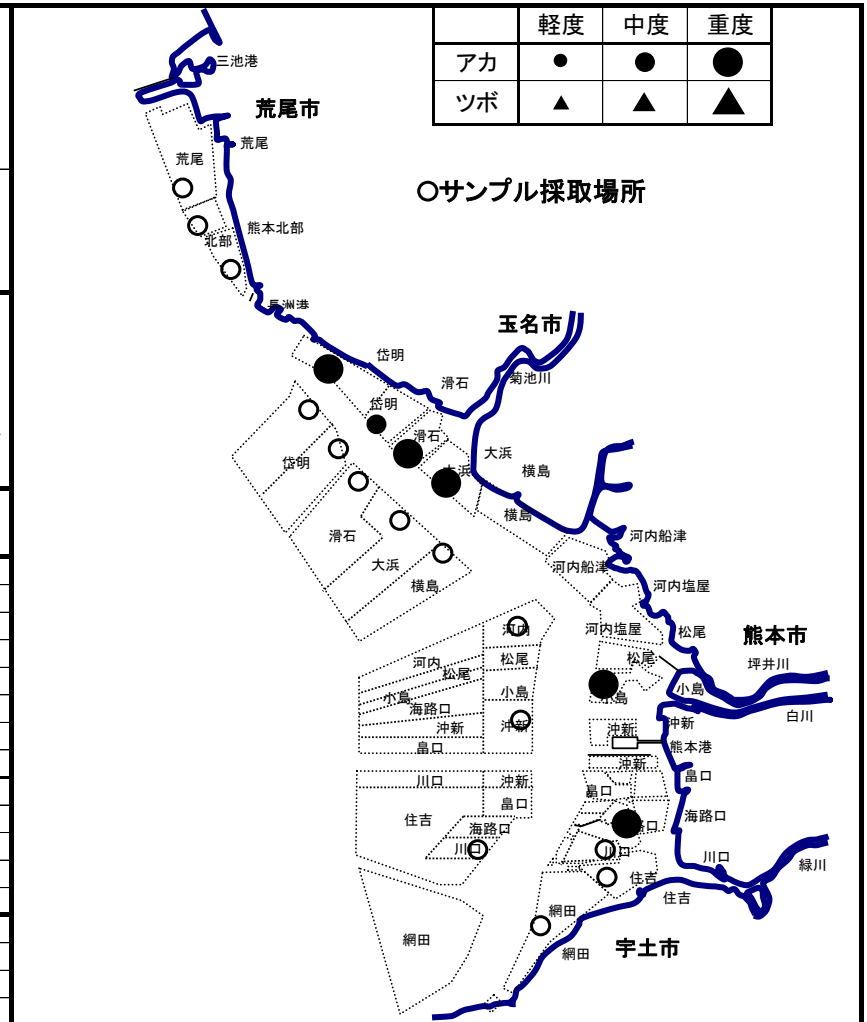 軽度 中度 重度
アカ
ツボ
三池港
荒尾市
荒尾
荒尾
○サンプル採取場所
熊本北部
北部
長洲港
玉名市
岱明
滑石
菊池川
岱明
滑石
大浜
大浜
横島
岱明
横島
滑石
河内船津
大浜
河内船津
横島
河内塩屋
河内
河内塩屋
松尾
熊本市
河内
松尾
松尾
坪井川
松尾
小島
小島
小島
小島
海路口
沖新
沖新
沖新
沖新
白川
畠口
熊本港
沖新
川口
沖新
畠口
畠口
畠口
海路口
住吉
海路口
路口
川口
川口
川口
緑川
住吉
住吉
網田
網田
網田
宇土市